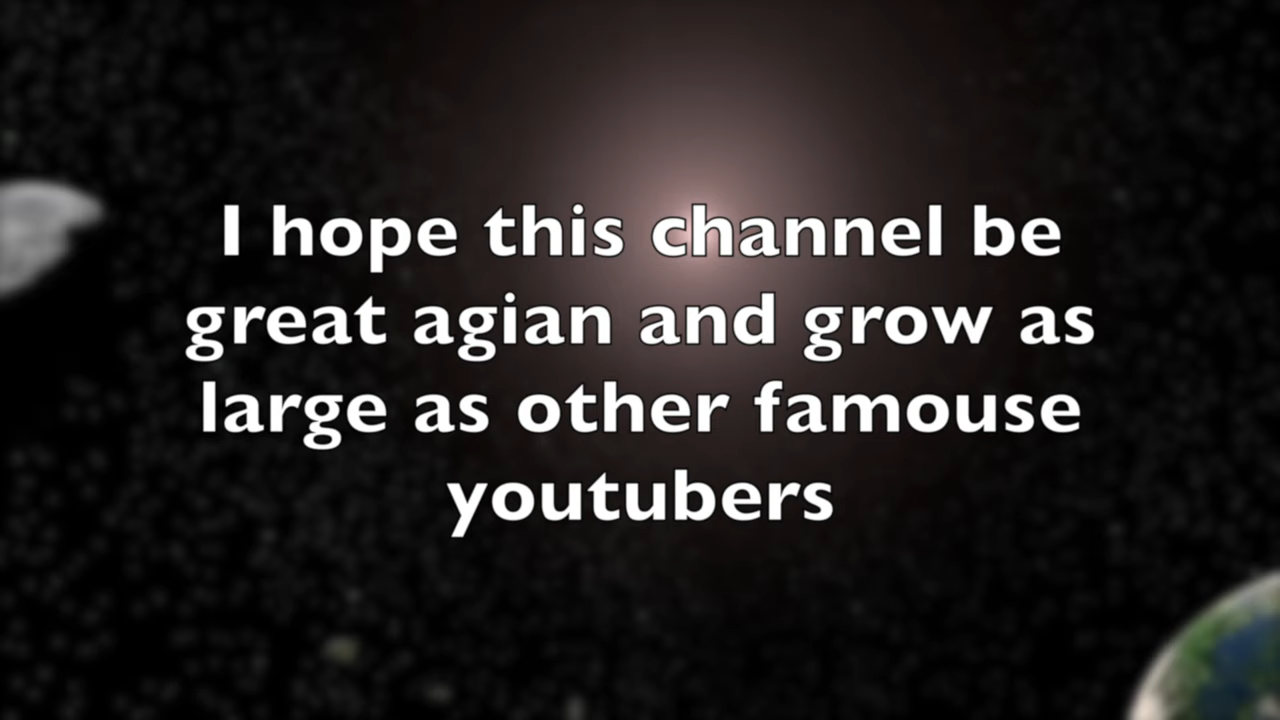 I hope this channel be
great agian and grow as
large as other famouse
youtubers